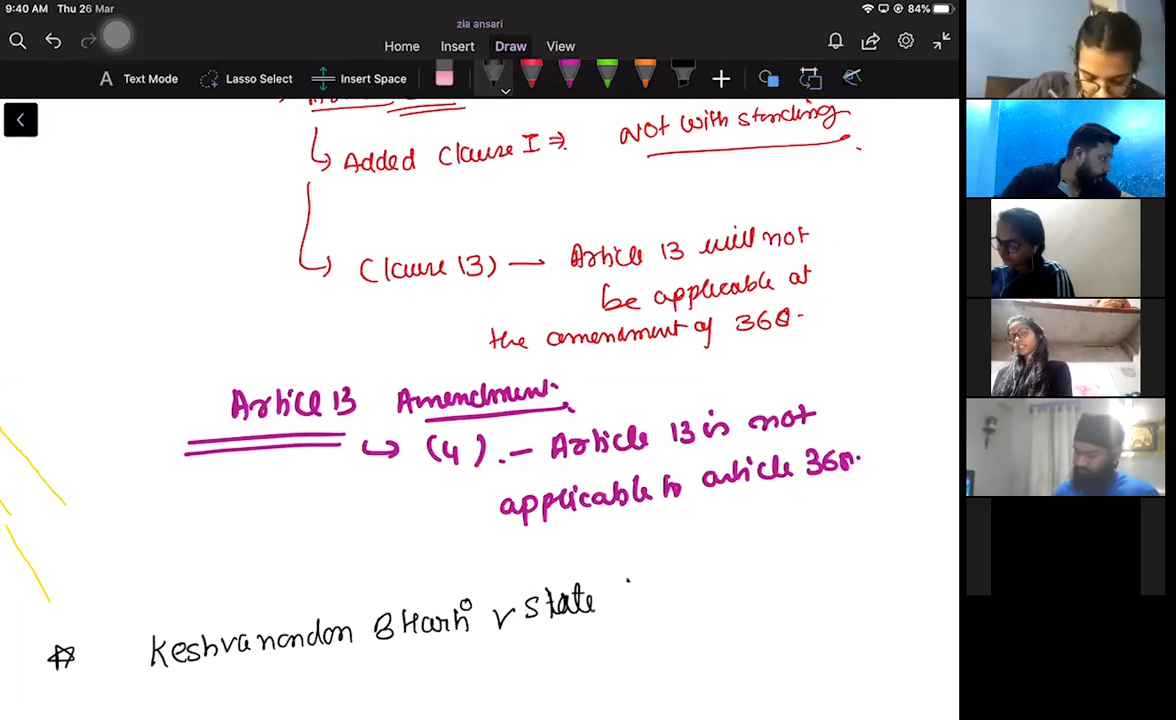 9:40 AM Thu 26 Mar
84%
zia ansari
Home Insert Draw View
Text Mode Lasso Select Insert Space
Added Clause I ⇒ Not with standing
Clause 13) — Article 13 will not
be applicable at
the amendment of 368.
Article 13 Amendment.
(4). — Article 13 is not
applicable to article 368.
Keshvanandan BHarti v State